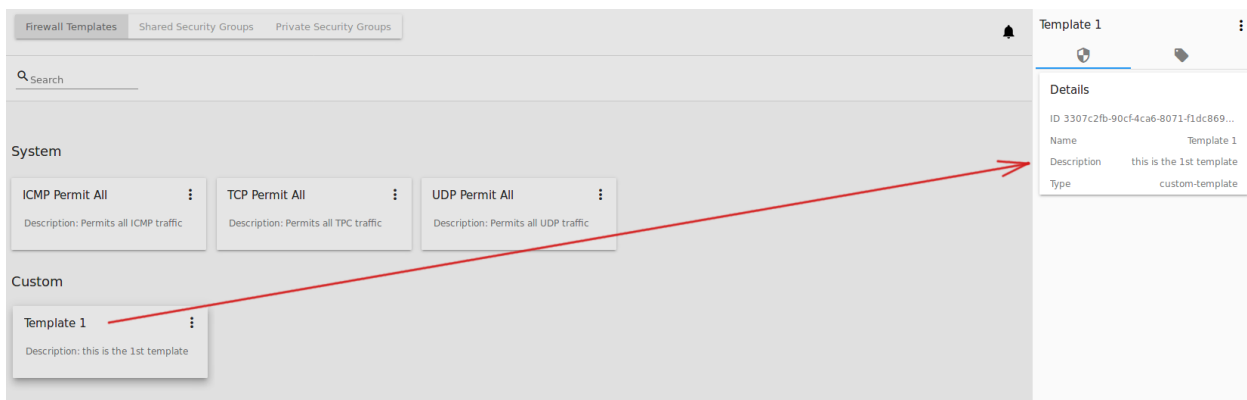 Firewall Templates Shared Security Groups Private Security Groups
Search
System
ICMP Permit All
Description: Permits all ICMP traffic
TCP Permit All
Description: Permits all TPC traffic
UDP Permit All
Description: Permits all UDP traffic
Custom
Template 1
Description: this is the 1st template
Template 1
Details
ID 3307c2fb-90cf-4ca6-8071-f1dc869...
Name Template 1
Description this is the 1st template
Type custom-template